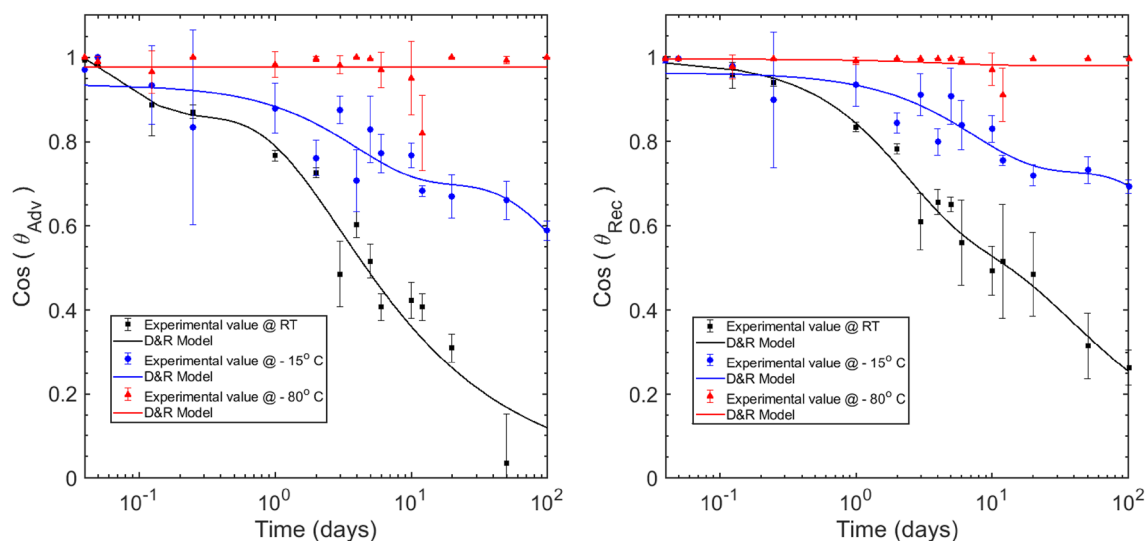 1
0.8
0.6
0.4
0.2
0
Cos ( θAdv )
Experimental value @ RT
D&R Model
Experimental value @ - 15° C
D&R Model
Experimental value @ - 80° C
D&R Model
10-1
100
101
102
Time (days)
1
0.8
0.6
0.4
0.2
0
Cos ( θRec )
Experimental value @ RT
D&R Model
Experimental value @ - 15° C
D&R Model
Experimental value @ - 80° C
D&R Model
10-1
100
101
102
Time (days)